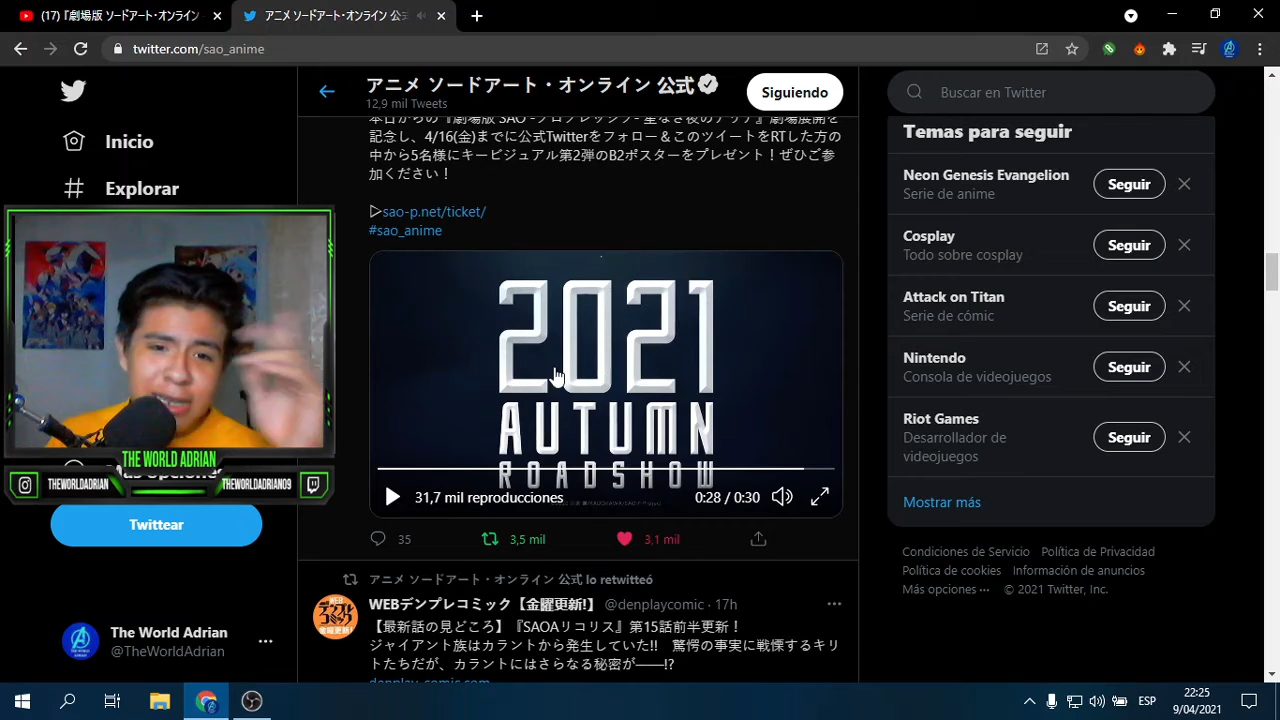 (17)『劇場版 ソードアート・オンライン
アニメ ソードアート・オンライン 公式
twitter.com/sao_anime
アニメ ソードアート・オンライン 公式
12,9 mil Tweets
Siguiendo
Buscar en Twitter
Inicio
Explorar
記念し、4/16(金)までに公式Twitterをフォロー＆このツイートをRTした方の
中から5名様にキービジュアル第2弾のB2ポスターをプレゼント！ぜひご参
加ください！
▷sao-p.net/ticket/
#sao_anime
2021
AUTUMN
ROADSHOW
31,7 mil reproducciones
0:28 / 0:30
35
3,5 mil
3,1 mil
アニメ ソードアート・オンライン 公式 lo retwitteó
WEBデンプレコミック【金曜更新!】 @denplaycomic · 17h
【最新話の見どころ】『SAOAリコリス』第15話前半更新！
ジャイアント族はカラントから発生していた!! 驚愕の事実に戦慄するキリ
トたちだが、カラントにはさらなる秘密が――!?
denplay-comic.com
THE WORLD ADRIAN
THEWORLDADRIAN
THEWORLDADRIAN09
Twittear
The World Adrian
@TheWorldAdrian
Temas para seguir
Neon Genesis Evangelion
Serie de anime
Seguir
Cosplay
Todo sobre cosplay
Seguir
Attack on Titan
Serie de cómic
Seguir
Nintendo
Consola de videojuegos
Seguir
Riot Games
Desarrollador de
videojuegos
Seguir
Mostrar más
Condiciones de Servicio Política de Privacidad
Política de cookies Información de anuncios
Más opciones ··· © 2021 Twitter, Inc.
ESP
22:25
9/04/2021